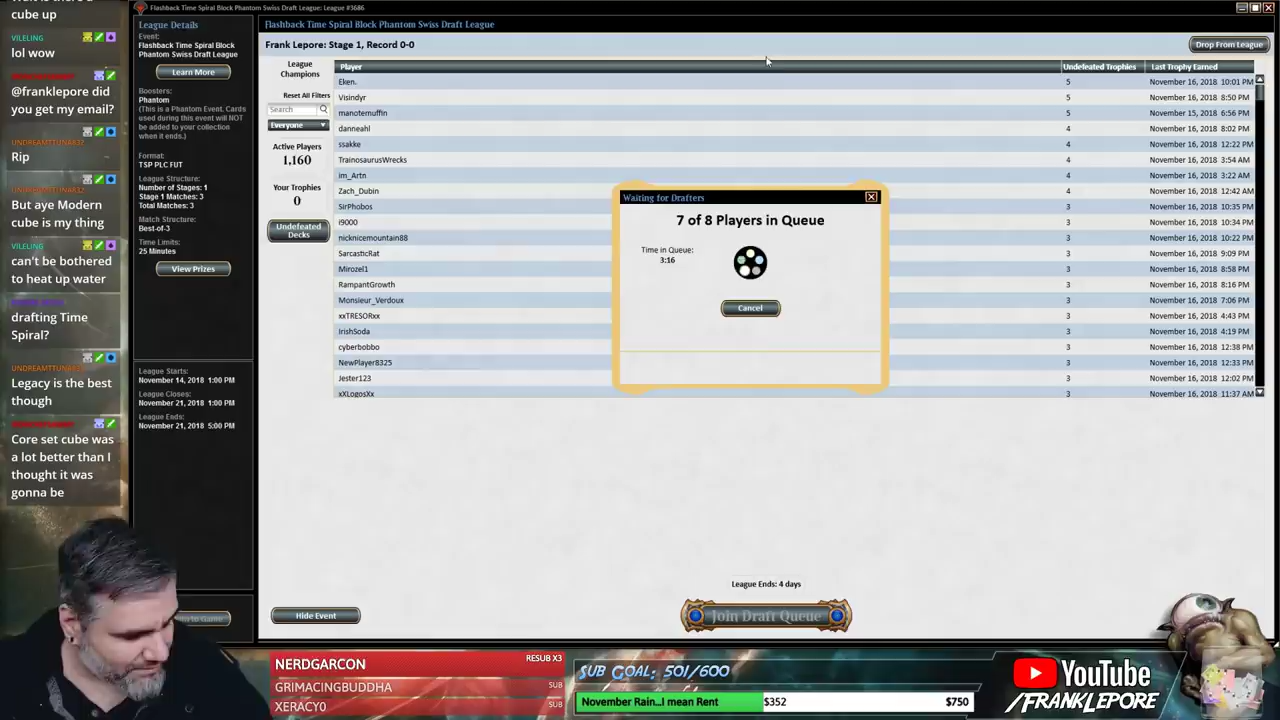 cube up
VILELING
lol wow
@franklepore did
you get my email?
UNDREAMTTUNA832
Rip
UNDREAMTTUNA832
But aye Modern
cube is my thing
VILELING
can't be bothered
to heat up water
drafting Time
Spiral?
Legacy is the best
though
Core set cube was
a lot better than I
thought it was
gonna be
Flashback Time Spiral Block Phantom Swiss Draft League: League #3686
League Details
Event:
Flashback Time Spiral Block
Phantom Swiss Draft League
Learn More
Boosters:
Phantom
(This is a Phantom Event. Cards
used during this event will NOT
be added to your collection
when it ends.)
Format:
TSP PLC FUT
League Structure:
Number of Stages: 1
Stage 1 Matches: 3
Total Matches: 3
Match Structure:
Best-of-3
Time Limits:
25 Minutes
View Prizes
League Starts:
November 14, 2018 1:00 PM
League Closes:
November 21, 2018 1:00 PM
League Ends:
November 21, 2018 5:00 PM
to Game
Flashback Time Spiral Block Phantom Swiss Draft League
Frank Lepore: Stage 1, Record 0-0
Drop From League
League
Champions
Reset All Filters
Search
Everyone
Active Players
1,160
Your Trophies
0
Undefeated
Decks
Player Undefeated Trophies Last Trophy Earned
Eken. 5 November 16, 2018 10:01 PM
Visindyr 5 November 16, 2018 8:50 PM
manotemuffin 5 November 15, 2018 6:56 PM
danneahl 4 November 16, 2018 8:02 PM
ssakke 4 November 16, 2018 12:22 PM
TrainosaurusWrecks 4 November 16, 2018 3:54 AM
im_Artn 4 November 16, 2018 3:22 AM
Zach_Dubin 4 November 16, 2018 12:42 AM
SirPhobos 3 November 16, 2018 10:35 PM
i9000 3 November 16, 2018 10:34 PM
nicknicemountain88 3 November 16, 2018 10:22 PM
SarcasticRat 3 November 16, 2018 9:09 PM
Mirozel1 3 November 16, 2018 8:58 PM
RampantGrowth 3 November 16, 2018 8:16 PM
Monsieur_Verdoux 3 November 16, 2018 7:06 PM
xxTRESORxx 3 November 16, 2018 4:43 PM
IrishSoda 3 November 16, 2018 4:19 PM
cyberbobbo 3 November 16, 2018 12:38 PM
NewPlayer8325 3 November 16, 2018 12:33 PM
Jester123 3 November 16, 2018 12:02 PM
xXLogosXx 3 November 16, 2018 11:37 AM
Waiting for Drafters
7 of 8 Players in Queue
Time in Queue:
3:16
Cancel
League Ends: 4 days
Hide Event
Join Draft Queue
NERDGARCON RESUB X3
GRIMACINGBUDDHA SUB
XERACY0 SUB
SUB GOAL: 501/600
November Rain...I mean Rent $352 $750
YouTube
/FRANKLEPORE